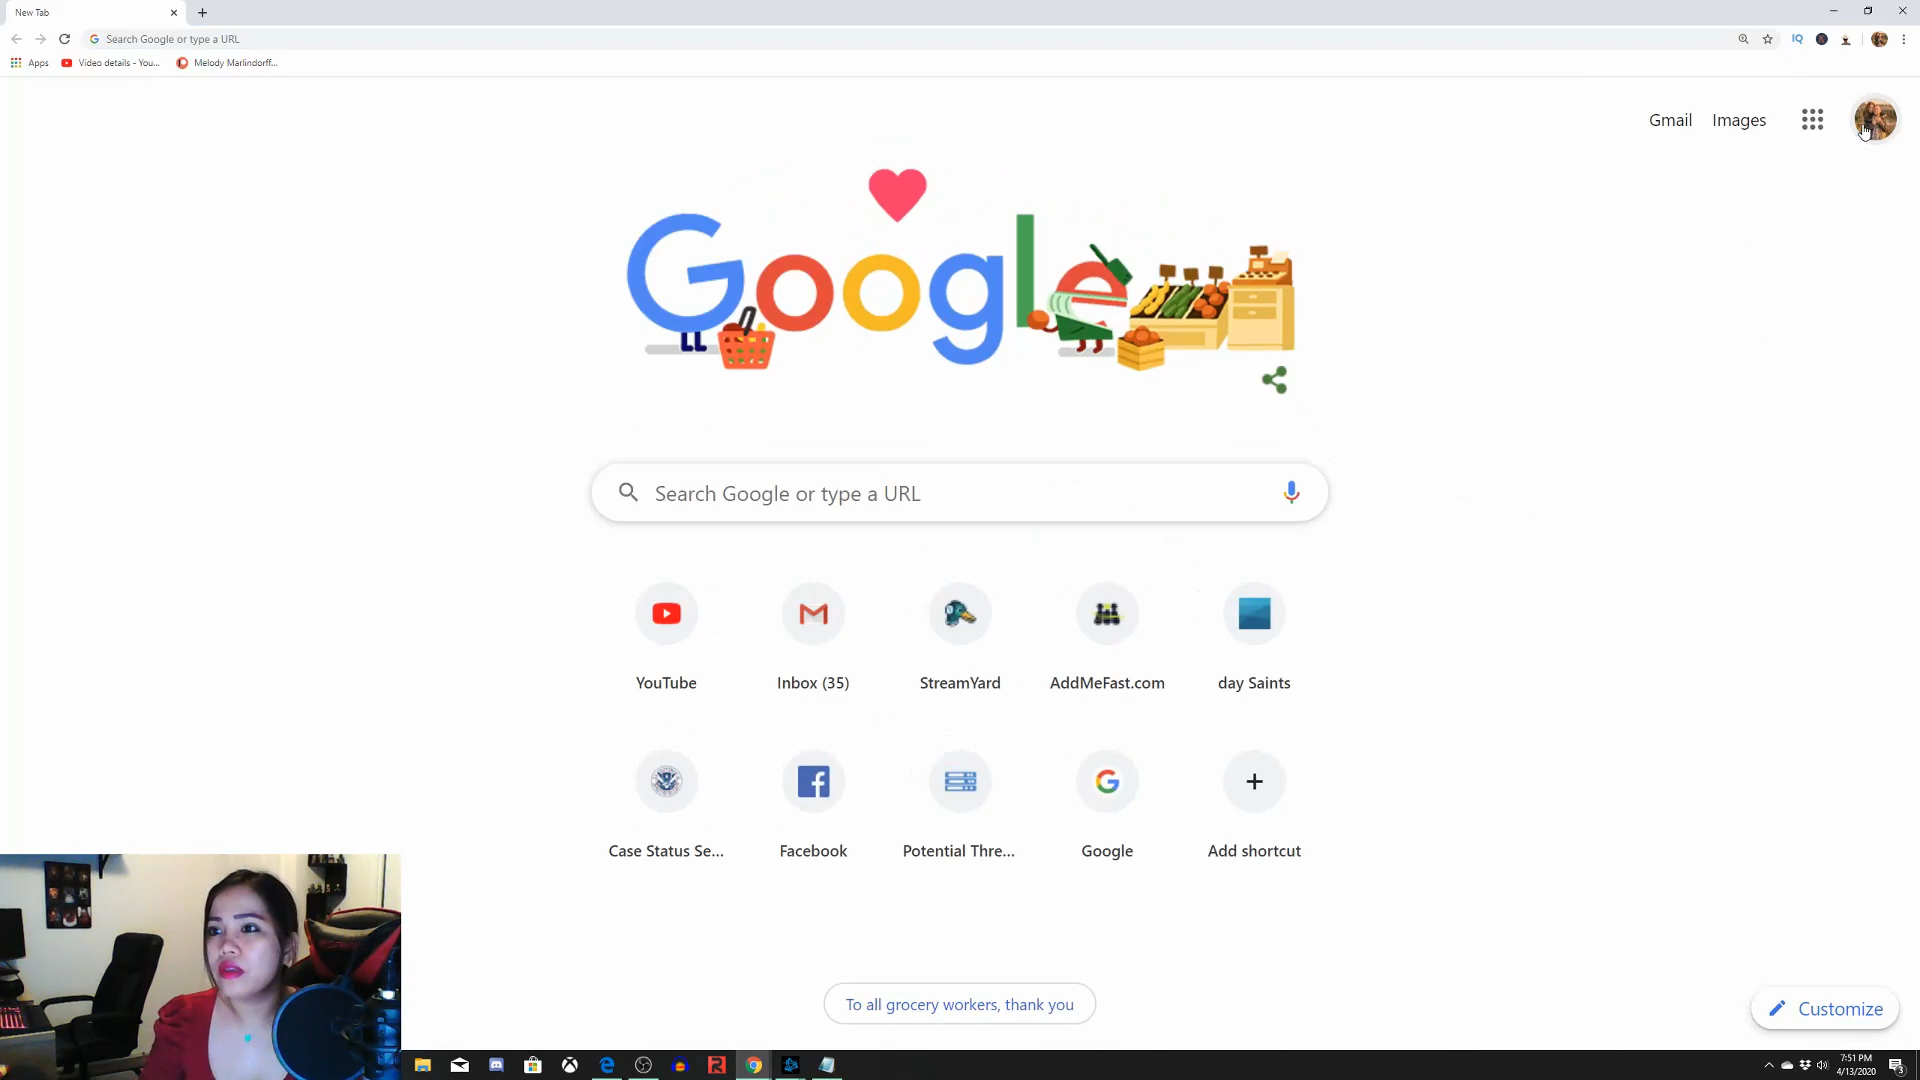 New Tab
Search Google or type a URL
IQ
Apps
Video details - You...
Melody Marlindorff...
Gmail
Images
Google
Search Google or type a URL
YouTube
Inbox (35)
StreamYard
AddMeFast.com
day Saints
Case Status Se...
Facebook
Potential Thre...
Google
Add shortcut
To all grocery workers, thank you
Customize
7:51 PM
4/13/2020
3